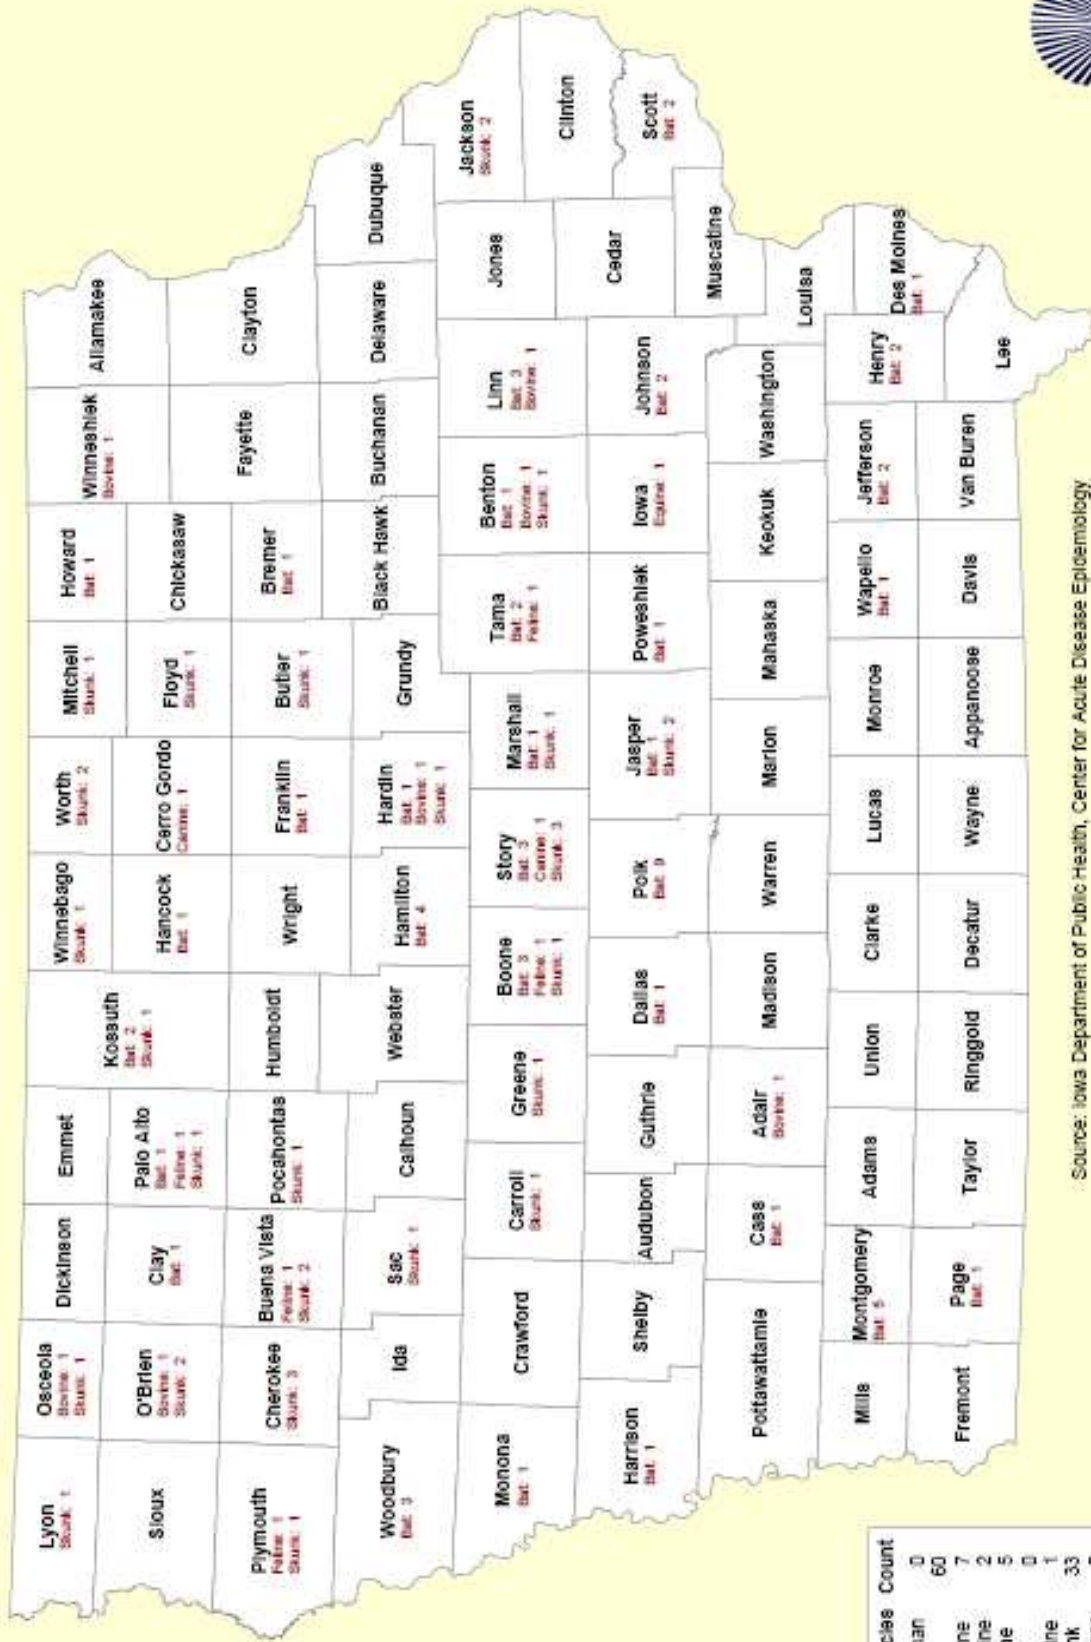 Lyon
Skunk: 1
Osceola
Bovine: 1
Skunk: 1
Dickinson
Emmet
Kossuth
Bat: 2
Skunk: 1
Winnebago
Skunk: 1
Worth
Skunk: 2
Mitchell
Skunk: 1
Howard
Bat: 1
Winneshiek
Bovine: 1
Allamakee
Sioux
O'Brien
Bovine: 1
Skunk: 2
Clay
Bat: 1
Palo Alto
Bat: 1
Feline: 1
Skunk: 1
Hancock
Bat: 1
Cerro Gordo
Canine: 1
Floyd
Skunk: 1
Chickasaw
Fayette
Clayton
Plymouth
Feline: 1
Skunk: 1
Cherokee
Skunk: 3
Buena Vista
Feline: 1
Skunk: 2
Pocahontas
Skunk: 1
Humboldt
Wright
Franklin
Bat: 1
Butler
Skunk: 1
Bremer
Bat: 1
Woodbury
Bat: 3
Ida
Sac
Skunk: 1
Calhoun
Webster
Hamilton
Bat: 4
Hardin
Bat: 1
Bovine: 1
Skunk: 1
Grundy
Black Hawk
Buchanan
Delaware
Dubuque
Monona
Bat: 1
Crawford
Carroll
Skunk: 1
Greene
Skunk: 1
Boone
Bat: 3
Feline: 1
Skunk: 1
Story
Bat: 3
Canine: 1
Skunk: 3
Marshall
Bat: 1
Skunk: 1
Tama
Bat: 2
Feline: 1
Benton
Bat: 1
Bovine: 1
Skunk: 1
Linn
Bat: 3
Bovine: 1
Jones
Jackson
Skunk: 2
Clinton
Harrison
Bat: 1
Shelby
Audubon
Guthrie
Dallas
Bat: 1
Polk
Bat: 9
Jasper
Bat: 1
Skunk: 2
Poweshiek
Bat: 1
Iowa
Equine: 1
Johnson
Bat: 2
Cedar
Scott
Bat: 2
Muscatine
Pottawattamie
Cass
Bat: 1
Adair
Bovine: 1
Madison
Warren
Marion
Mahaska
Keokuk
Washington
Louisa
Mills
Montgomery
Bat: 5
Adams
Union
Clarke
Lucas
Monroe
Wapello
Bat: 1
Jefferson
Bat: 2
Henry
Bat: 2
Des Moines
Bat: 1
Fremont
Page
Bat: 1
Taylor
Ringgold
Decatur
Wayne
Appanoose
Davis
Van Buren
Lee
Count
0
60
7
2
5
0
1
33
Source: Iowa Department of Public Health, Center for Acute Disease Epidemiology